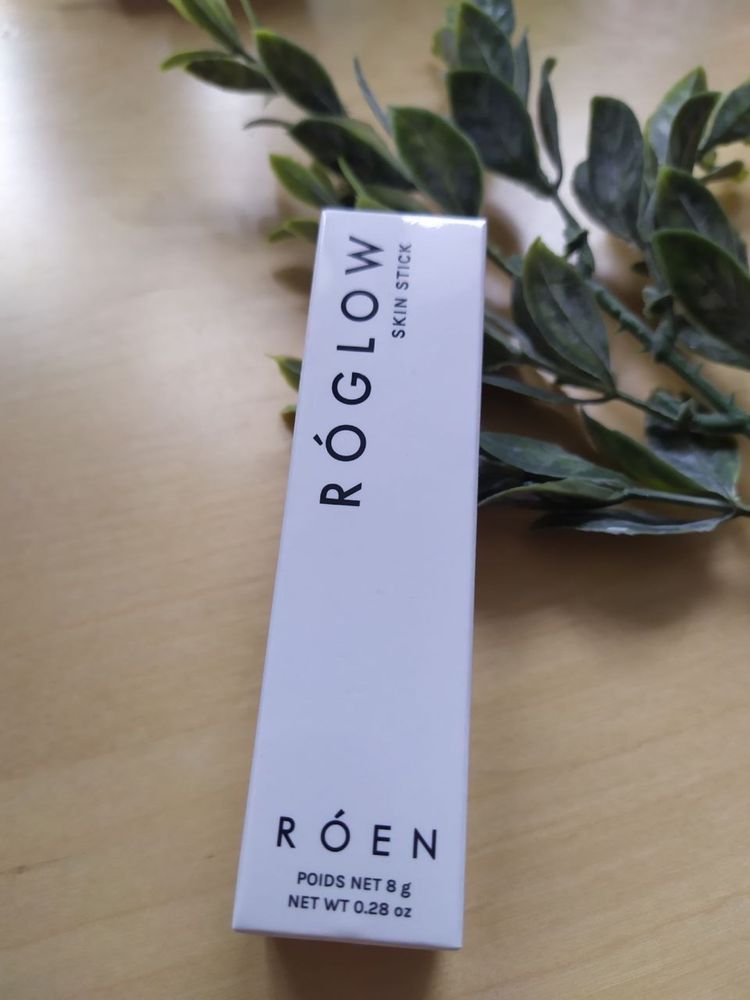 RÓGLOW
SKIN STICK
RÓEN
POIDS NET 8 g
NET WT 0.28 oz